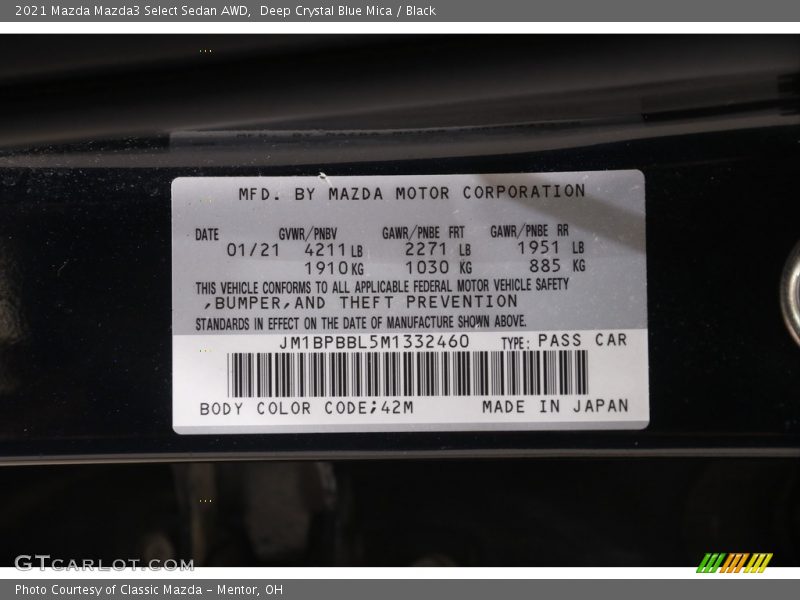 2021 Mazda Mazda3 Select Sedan AWD,  Deep Crystal Blue Mica / Black
MFD. BY MAZDA MOTOR CORPORATION
DATE GVWR/PNBV GAWR/PNBE FRT GAWR/PNBE RR
01/21 4211 LB 2271 LB 1951 LB
1910 KG 1030 KG 885 KG
THIS VEHICLE CONFORMS TO ALL APPLICABLE FEDERAL MOTOR VEHICLE SAFETY
,BUMPER,AND THEFT PREVENTION
STANDARDS IN EFFECT ON THE DATE OF MANUFACTURE SHOWN ABOVE.
JM1BPBBL5M1332460 TYPE: PASS CAR
BODY COLOR CODE;42M MADE IN JAPAN
GTCARLOT.COM
Photo Courtesy of Classic Mazda - Mentor, OH